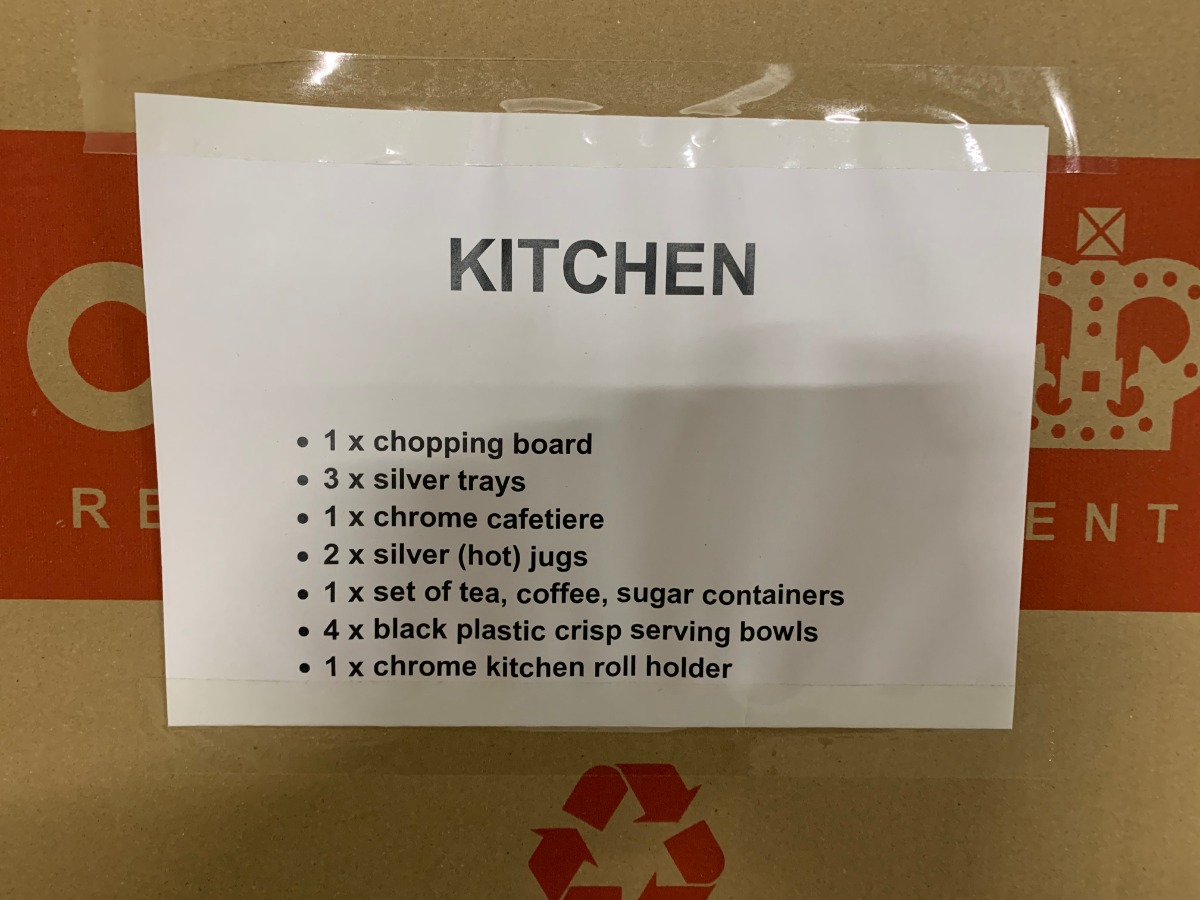 KITCHEN
• 1 x chopping board
• 3 x silver trays
• 1 x chrome cafetiere
• 2 x silver (hot) jugs
• 1 x set of tea, coffee, sugar containers
• 4 x black plastic crisp serving bowls
• 1 x chrome kitchen roll holder